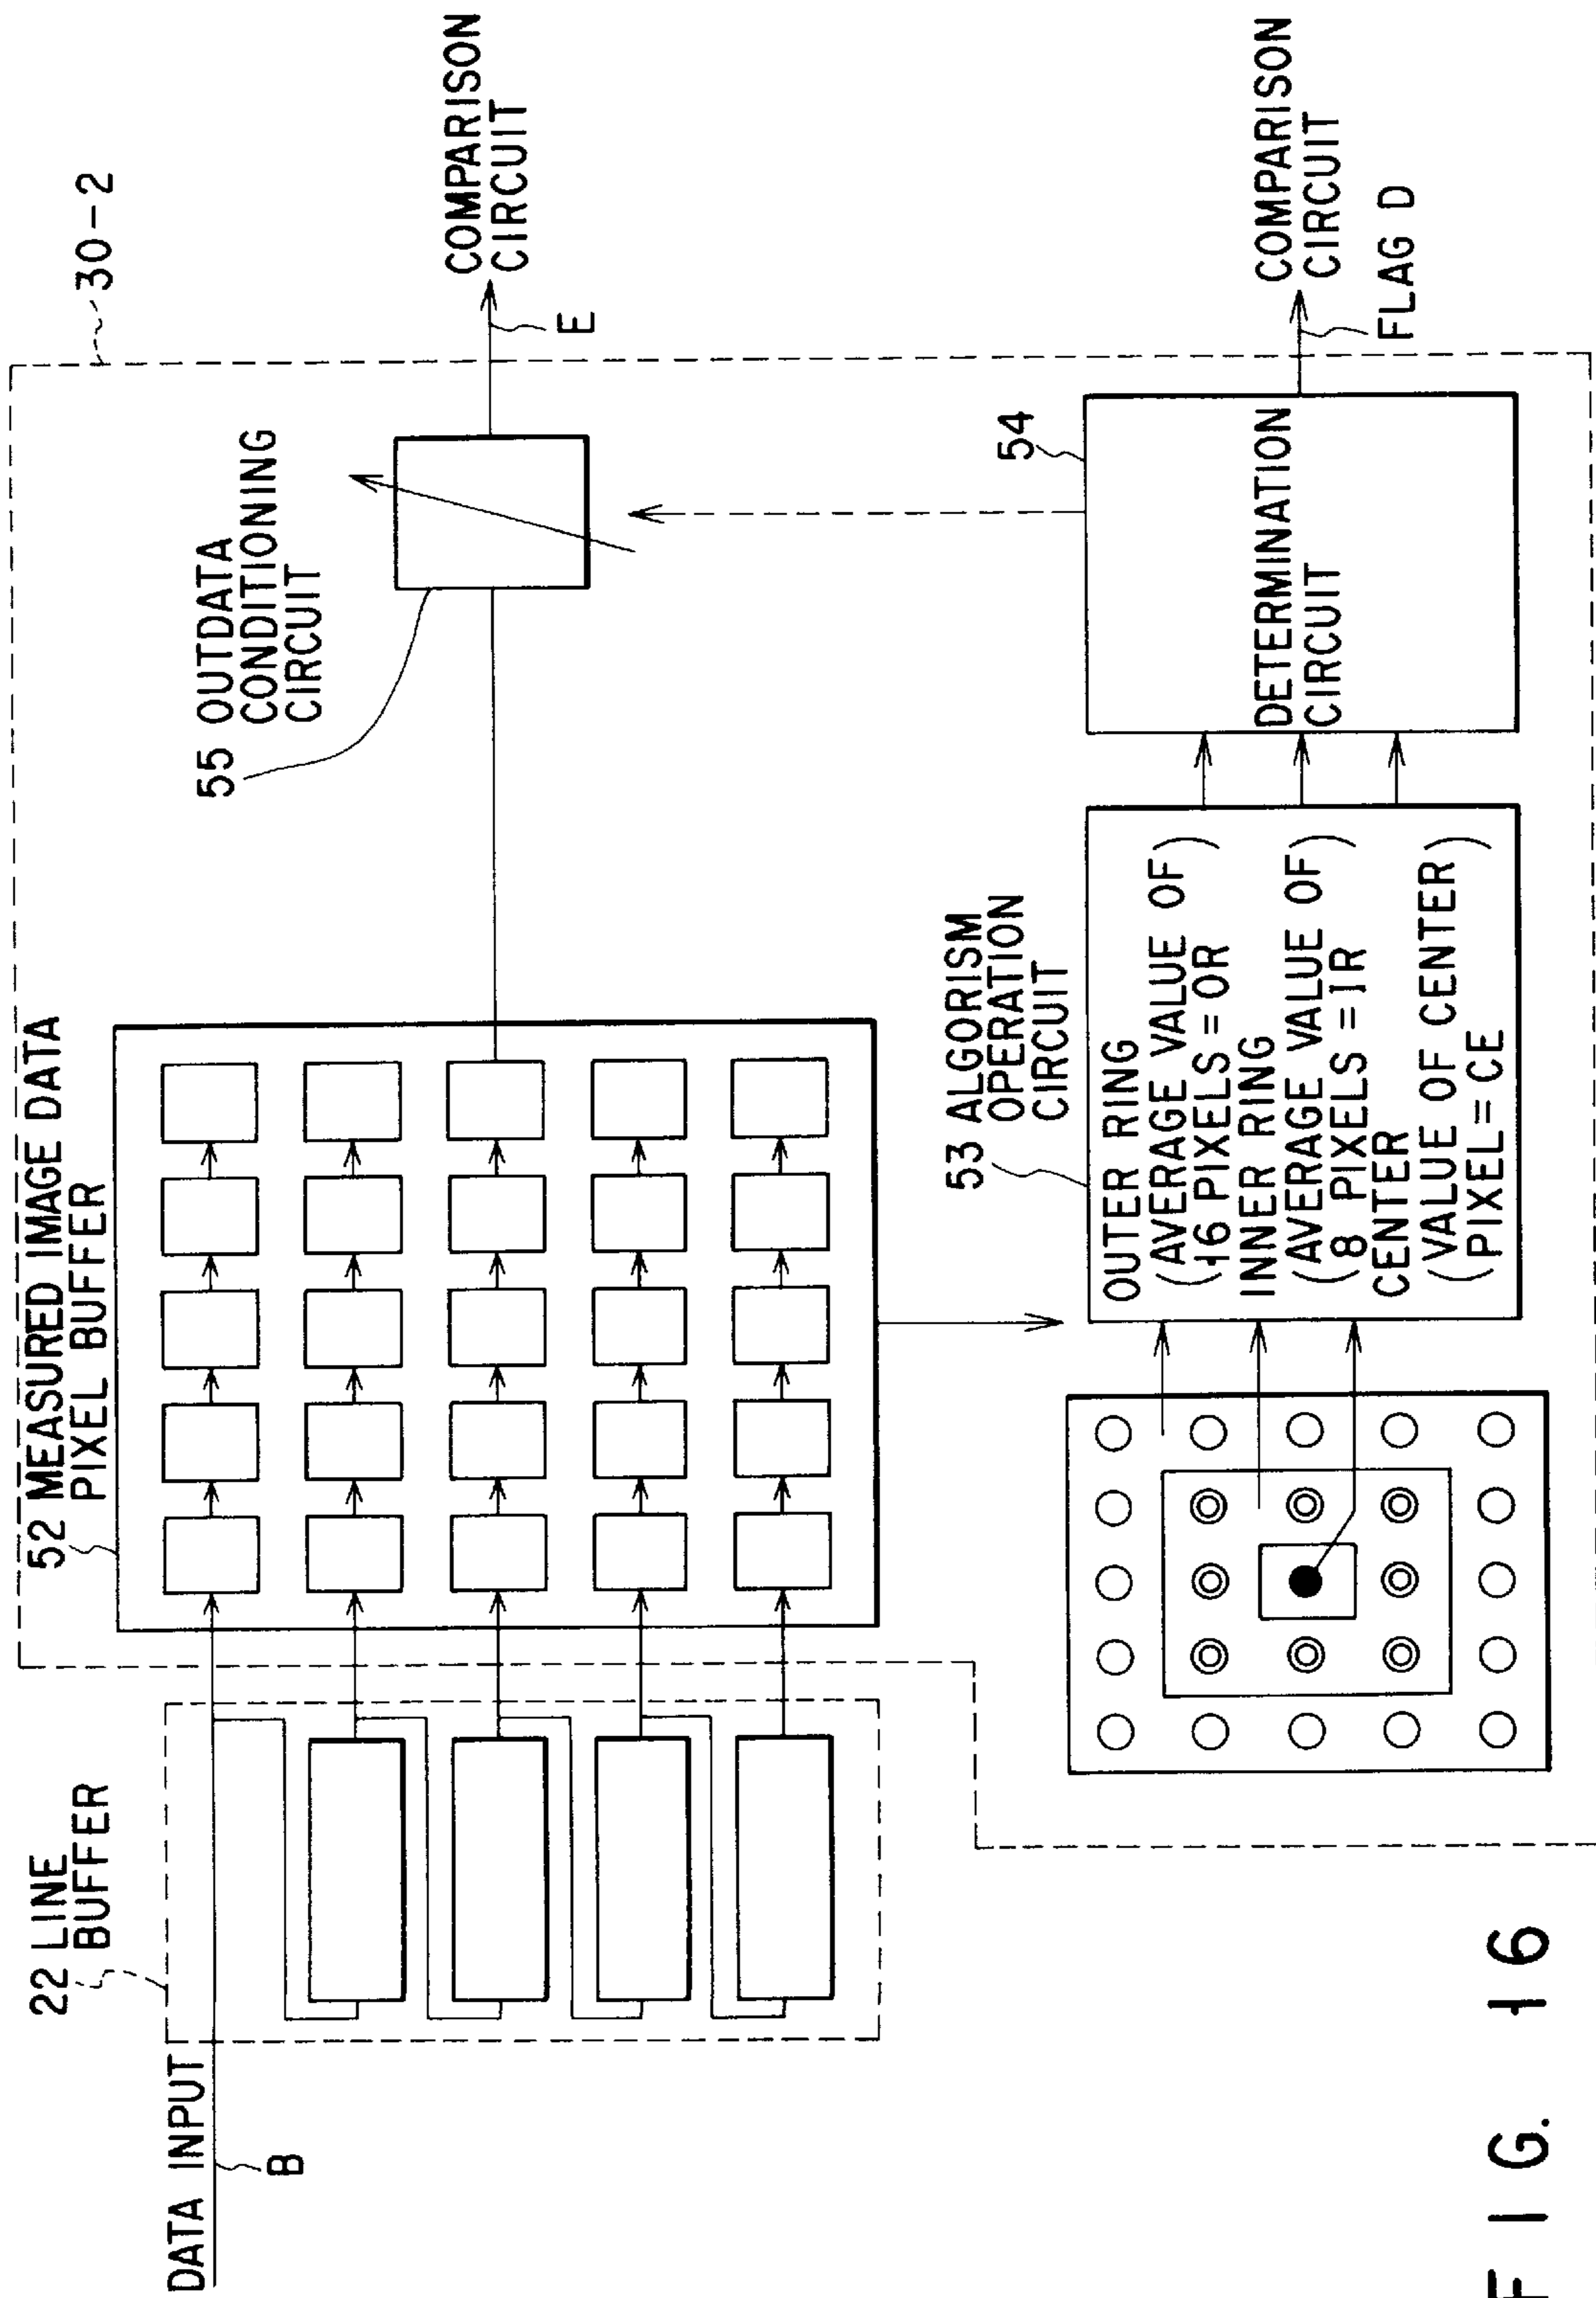 DATA INPUT
B
22 LINE
BUFFER
52 MEASURED IMAGE DATA
PIXEL BUFFER
55 OUTDATA
CONDITIONING
CIRCUIT
30-2
E
COMPARISON
CIRCUIT
53 ALGORISM
OPERATION
CIRCUIT
OUTER RING
(AVERAGE VALUE OF)
(16 PIXELS = OR)
INNER RING
(AVERAGE VALUE OF)
(8 PIXELS = IR)
CENTER
(VALUE OF CENTER)
(PIXEL = CE)
54
DETERMINATION
CIRCUIT
COMPARISON
CIRCUIT
FLAG D
FIG. 16